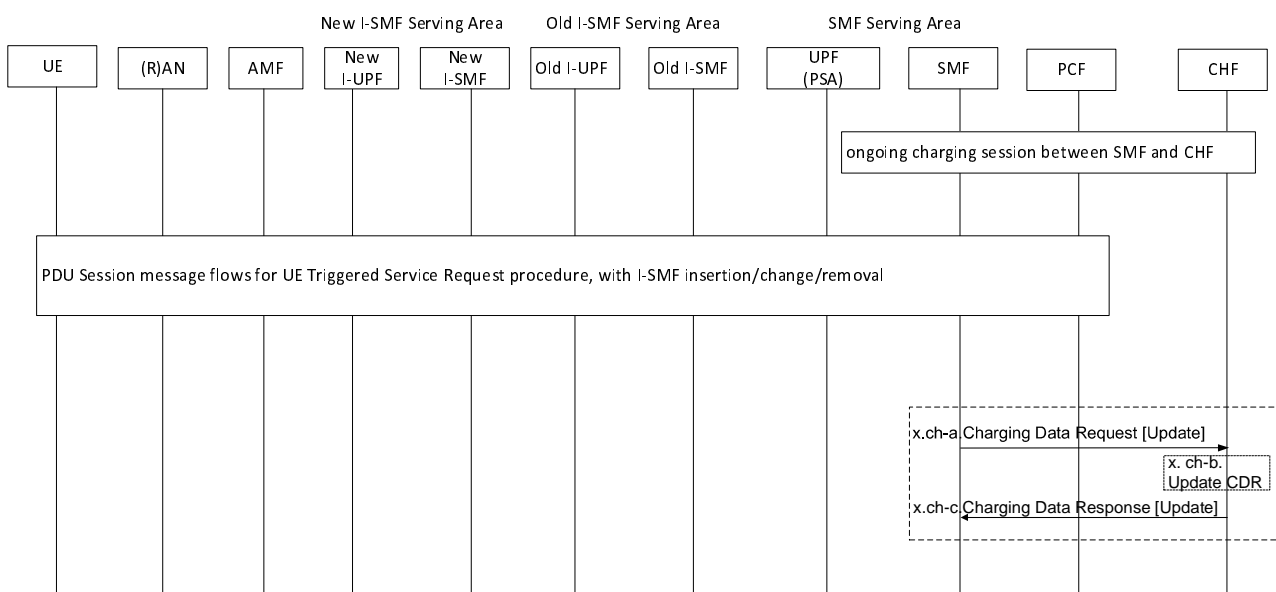 New I-SMF Serving Area
Old I-SMF Serving Area
SMF Serving Area
UE
(R)AN
AMF
New
I-UPF
New
I-SMF
Old I-UPF
Old I-SMF
UPF
(PSA)
SMF
PCF
CHF
ongoing charging session between SMF and CHF
PDU Session message flows for UE Triggered Service Request procedure, with I-SMF insertion/change/removal
x.ch-a.Charging Data Request [Update]
x. ch-b.
Update CDR
x.ch-c.Charging Data Response [Update]